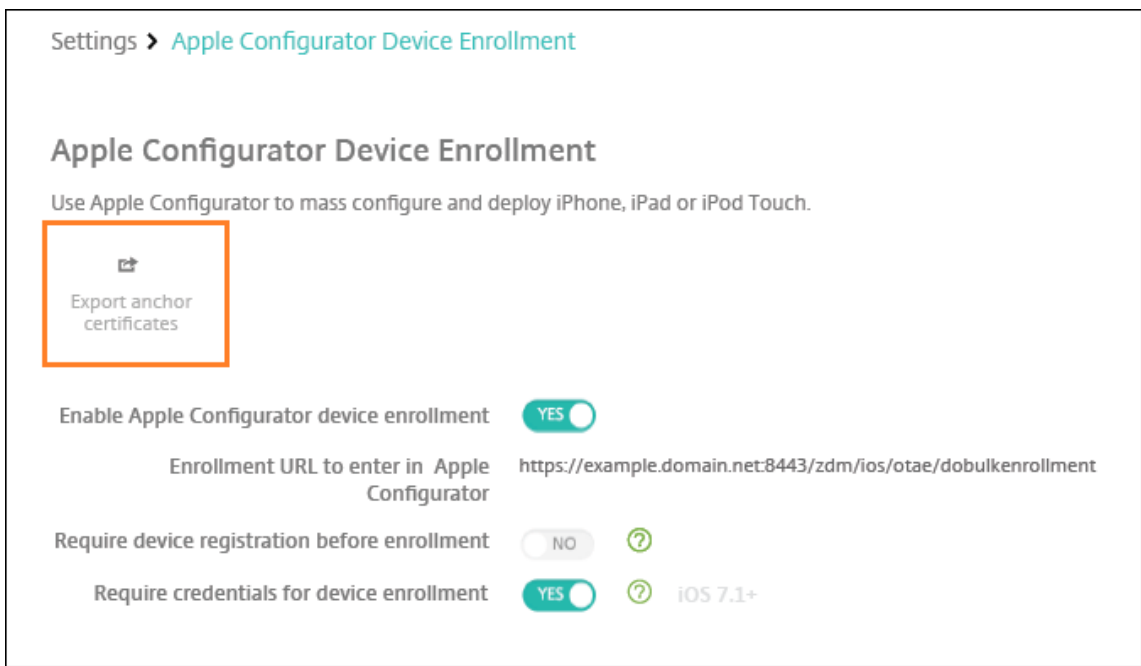 Settings > Apple Configurator Device Enrollment
Apple Configurator Device Enrollment
Use Apple Configurator to mass configure and deploy iPhone, iPad or iPod Touch.
Export anchor
certificates
Enable Apple Configurator device enrollment YES
Enrollment URL to enter in Apple https://example.domain.net:8443/zdm/ios/otae/dobulkenrollment
Configurator
Require device registration before enrollment NO ?
Require credentials for device enrollment YES ? iOS 7.1+